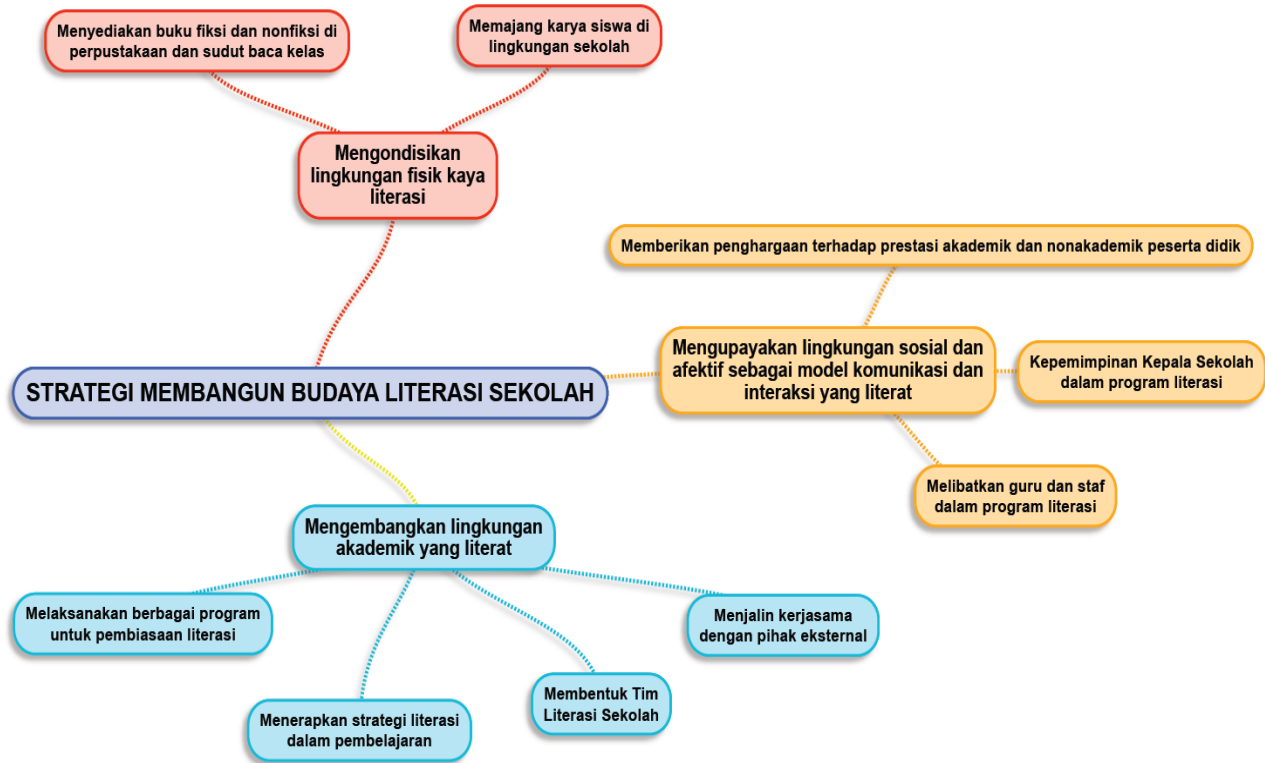 Menyediakan buku fiksi dan nonfiksi di
perpustakaan dan sudut baca kelas
Memajang karya siswa di
lingkungan sekolah
Mengondisikan
lingkungan fisik kaya
literasi
Memberikan penghargaan terhadap prestasi akademik dan nonakademik peserta didik
Mengupayakan lingkungan sosial dan
afektif sebagai model komunikasi dan
interaksi yang literat
Kepemimpinan Kepala Sekolah
dalam program literasi
STRATEGI MEMBANGUN BUDAYA LITERASI SEKOLAH
Melibatkan guru dan staf
dalam program literasi
Mengembangkan lingkungan
akademik yang literat
Melaksanakan berbagai program
untuk pembiasaan literasi
Menjalin kerjasama
dengan pihak eksternal
Menerapkan strategi literasi
dalam pembelajaran
Membentuk Tim
Literasi Sekolah